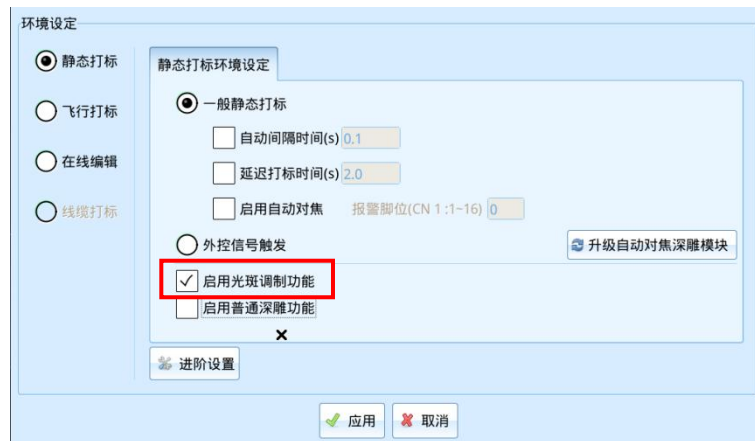 环境设定
静态打标
飞行打标
在线编辑
线缆打标
静态打标环境设定
一般静态打标
自动间隔时间(s) 0.1
延迟打标时间(s) 2.0
启用自动对焦 报警脚位(CN 1 :1~16) 0
外控信号触发
升级自动对焦深雕模块
启用光斑调制功能
启用普通深雕功能
进阶设置
应用 取消